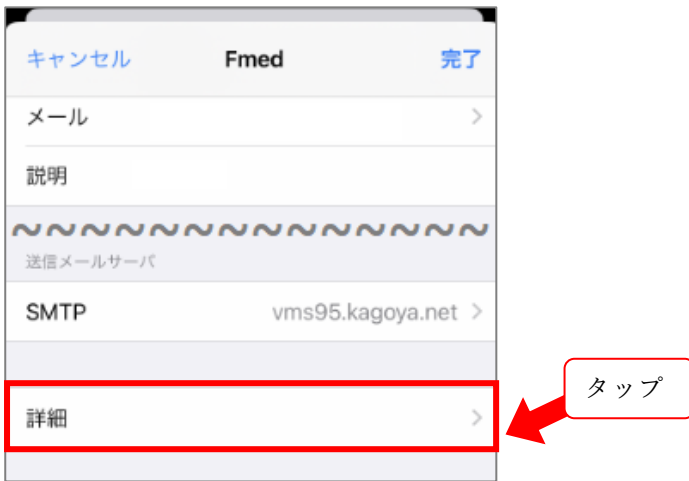 キャンセル Fmed 完了
メール
説明
送信メールサーバ
SMTP vms95.kagoya.net
タップ
詳細